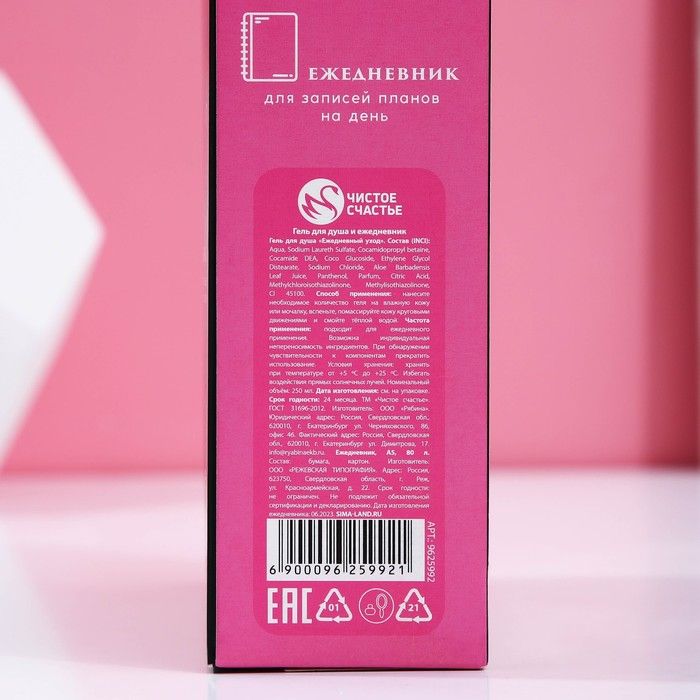 ЕЖЕДНЕВНИК
для записей планов
на день
ЧИСТОЕ
СЧАСТЬЕ
Гель для душа и ежедневник
Гель для душа «Ежедневный уход». Состав (INCI):
Aqua, Sodium Laureth Sulfate, Cocamidopropyl betaine,
Cocamide DEA, Coco Glucoside, Ethylene Glycol
Distearate, Sodium Chloride, Aloe Barbadensis
Leaf Juice, Panthenol, Parfum, Citric Acid,
Methylchloroisothiazolinone, Methylisothiazolinone,
CI 45100. Способ применения: нанесите
необходимое количество геля на влажную кожу
или мочалку, вспеньте, помассируйте кожу круговыми
движениями и смойте тёплой водой. Частота
применения: подходит для ежедневного
применения. Возможна индивидуальная
непереносимость ингредиентов. При обнаружении
чувствительности к компонентам прекратить
использование. Условия хранения: хранить
при температуре от +5 ºC до +25 ºC. Избегать
воздействия прямых солнечных лучей. Номинальный
объём: 250 мл. Дата изготовления: см. на упаковке.
Срок годности: 24 месяца. ТМ «Чистое счастье».
ГОСТ 31696-2012. Изготовитель: ООО «Рябина».
Юридический адрес: Россия, Свердловская обл.,
620010, г. Екатеринбург ул. Черняховского, 86,
офис 46. Фактический адрес: Россия, Свердловская
обл., 620010, г. Екатеринбург ул. Димитрова, 17.
info@ryabinaekb.ru. Ежедневник, А5, 80 л.
Состав: бумага, картон. Изготовитель:
ООО «РЕЖЕВСКАЯ ТИПОГРАФИЯ». Адрес: Россия,
623750, Свердловская область, г. Реж,
ул. Красноармейская, д. 22. Срок годности:
не ограничен. Не подлежит обязательной
сертификации и декларированию. Дата изготовления
ежедневника: 06.2023. SIMA-LAND.RU
6 900096 259921
АРТ.: 9625992
EAC 01 21